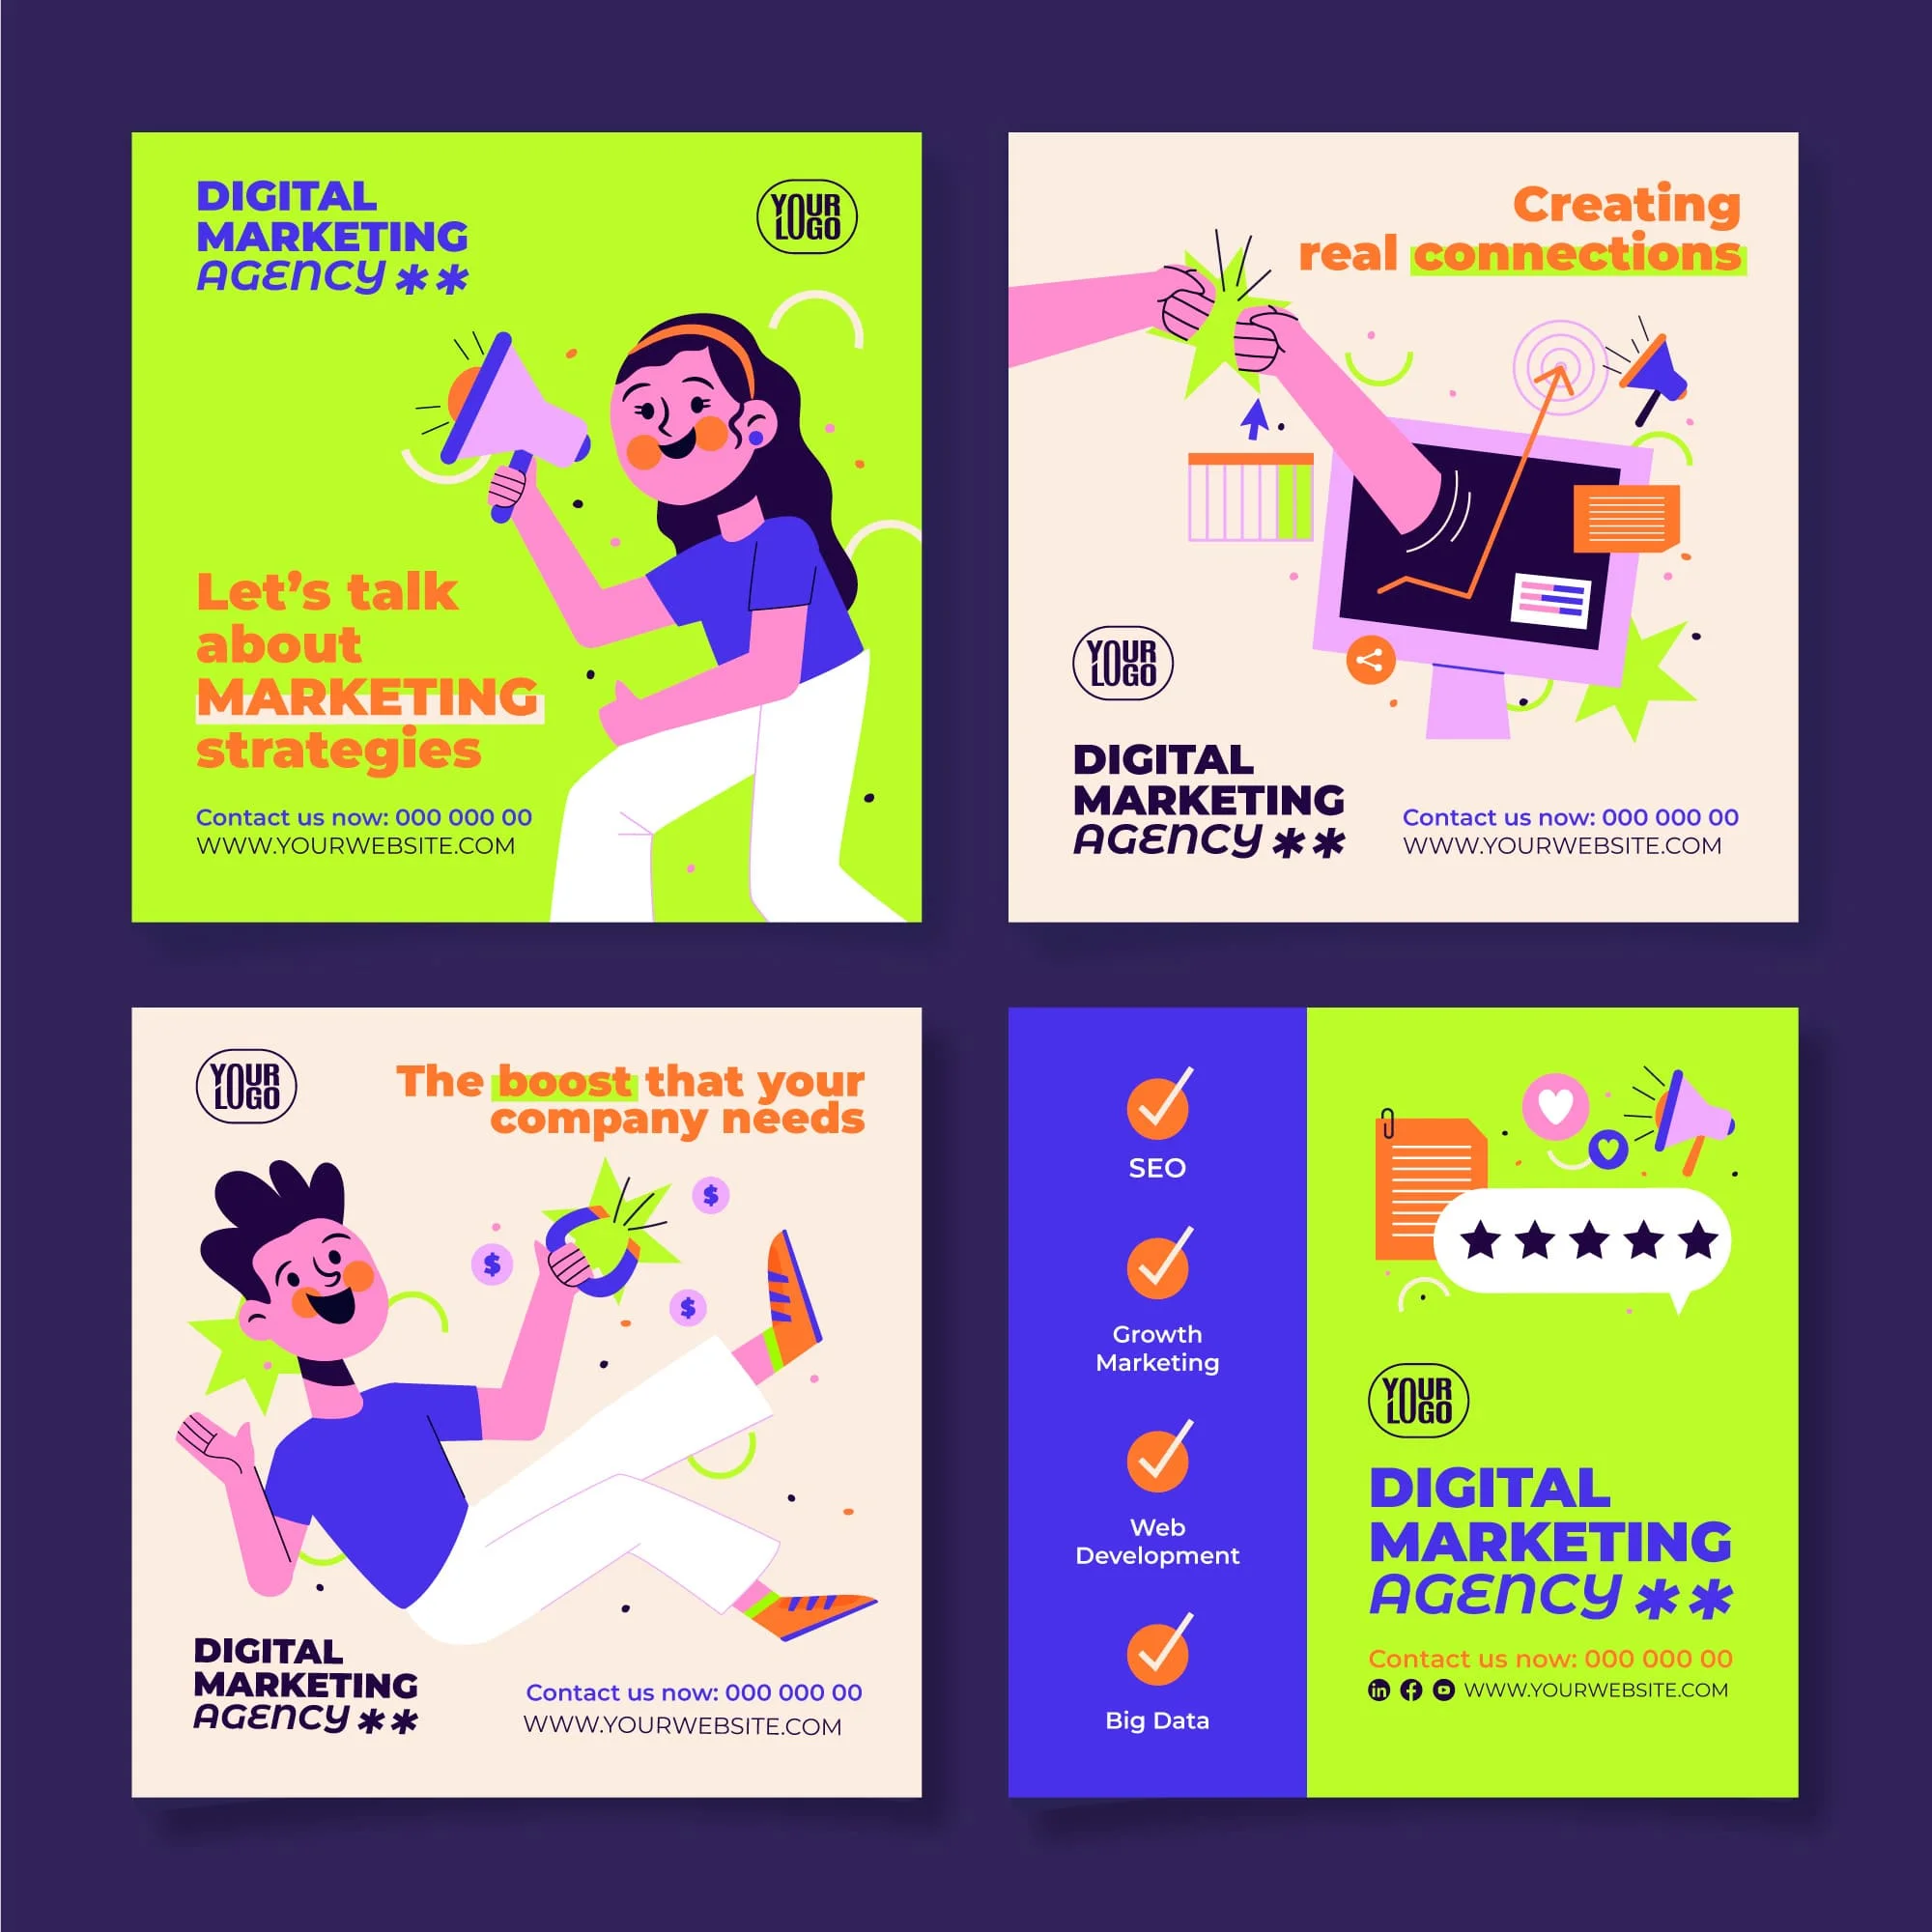 DIGITAL
MARKETING
AGENCY **
YOUR
LOGO
Let's talk
about
MARKETING
strategies
Contact us now: 000 000 00
WWW.YOURWEBSITE.COM
Creating
real connections
YOUR
LOGO
DIGITAL
MARKETING
AGENCY **
Contact us now: 000 000 00
WWW.YOURWEBSITE.COM
YOUR
LOGO
The boost that your
company needs
$
$
$
DIGITAL
MARKETING
AGENCY **
Contact us now: 000 000 00
WWW.YOURWEBSITE.COM
SEO
Growth
Marketing
Web
Development
Big Data
YOUR
LOGO
DIGITAL
MARKETING
AGENCY **
Contact us now: 000 000 00
in f WWW.YOURWEBSITE.COM